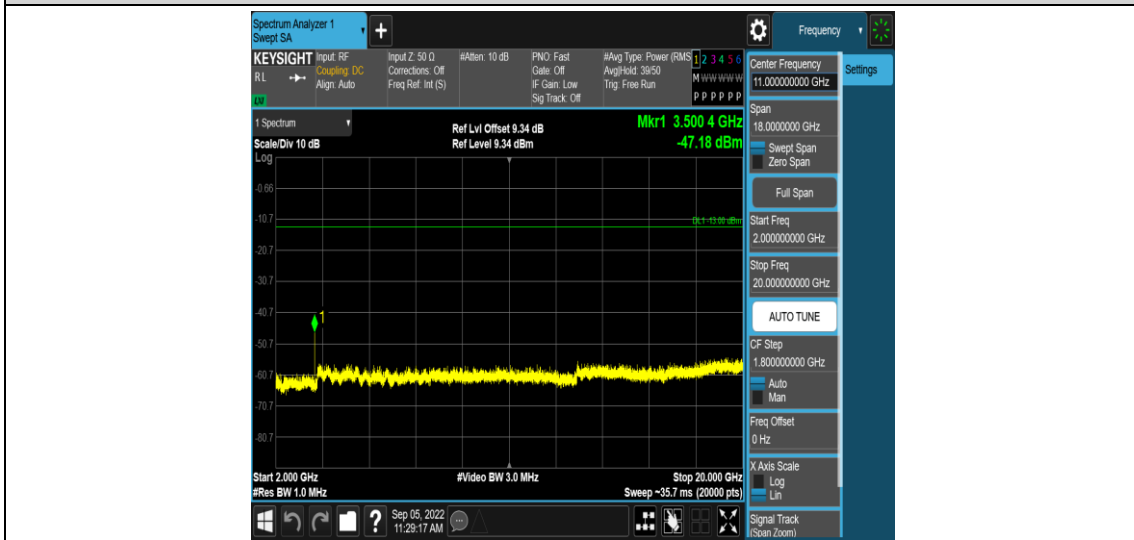 Spectrum Analyzer 1
Swept SA
+
Frequency
KEYSIGHT
RL
LXI
Input: RF
Coupling: DC
Align: Auto
Input Z: 50 Ω
Corrections: Off
Freq Ref: Int (S)
#Atten: 10 dB
PNO: Fast
Gate: Off
IF Gain: Low
Sig Track: Off
#Avg Type: Power (RMS
Avg|Hold: 39/50
Trig: Free Run
1 2 3 4 5 6
M W W W W W
P P P P P P
1 Spectrum
Scale/Div 10 dB
Log
Ref Lvl Offset 9.34 dB
Ref Level 9.34 dBm
Mkr1 3.500 4 GHz
-47.18 dBm
-0.66
-10.7
DL1 -13.00 dBm
-20.7
-30.7
-40.7
1
-50.7
-60.7
-70.7
-80.7
Start 2.000 GHz
#Res BW 1.0 MHz
#Video BW 3.0 MHz
Stop 20.000 GHz
Sweep ~35.7 ms (20000 pts)
?
Sep 05, 2022
11:29:17 AM
Center Frequency
11.000000000 GHz
Settings
Span
18.0000000 GHz
Swept Span
Zero Span
Full Span
Start Freq
2.000000000 GHz
Stop Freq
20.000000000 GHz
AUTO TUNE
CF Step
1.800000000 GHz
Auto
Man
Freq Offset
0 Hz
X Axis Scale
Log
Lin
Signal Track
(Span Zoom)